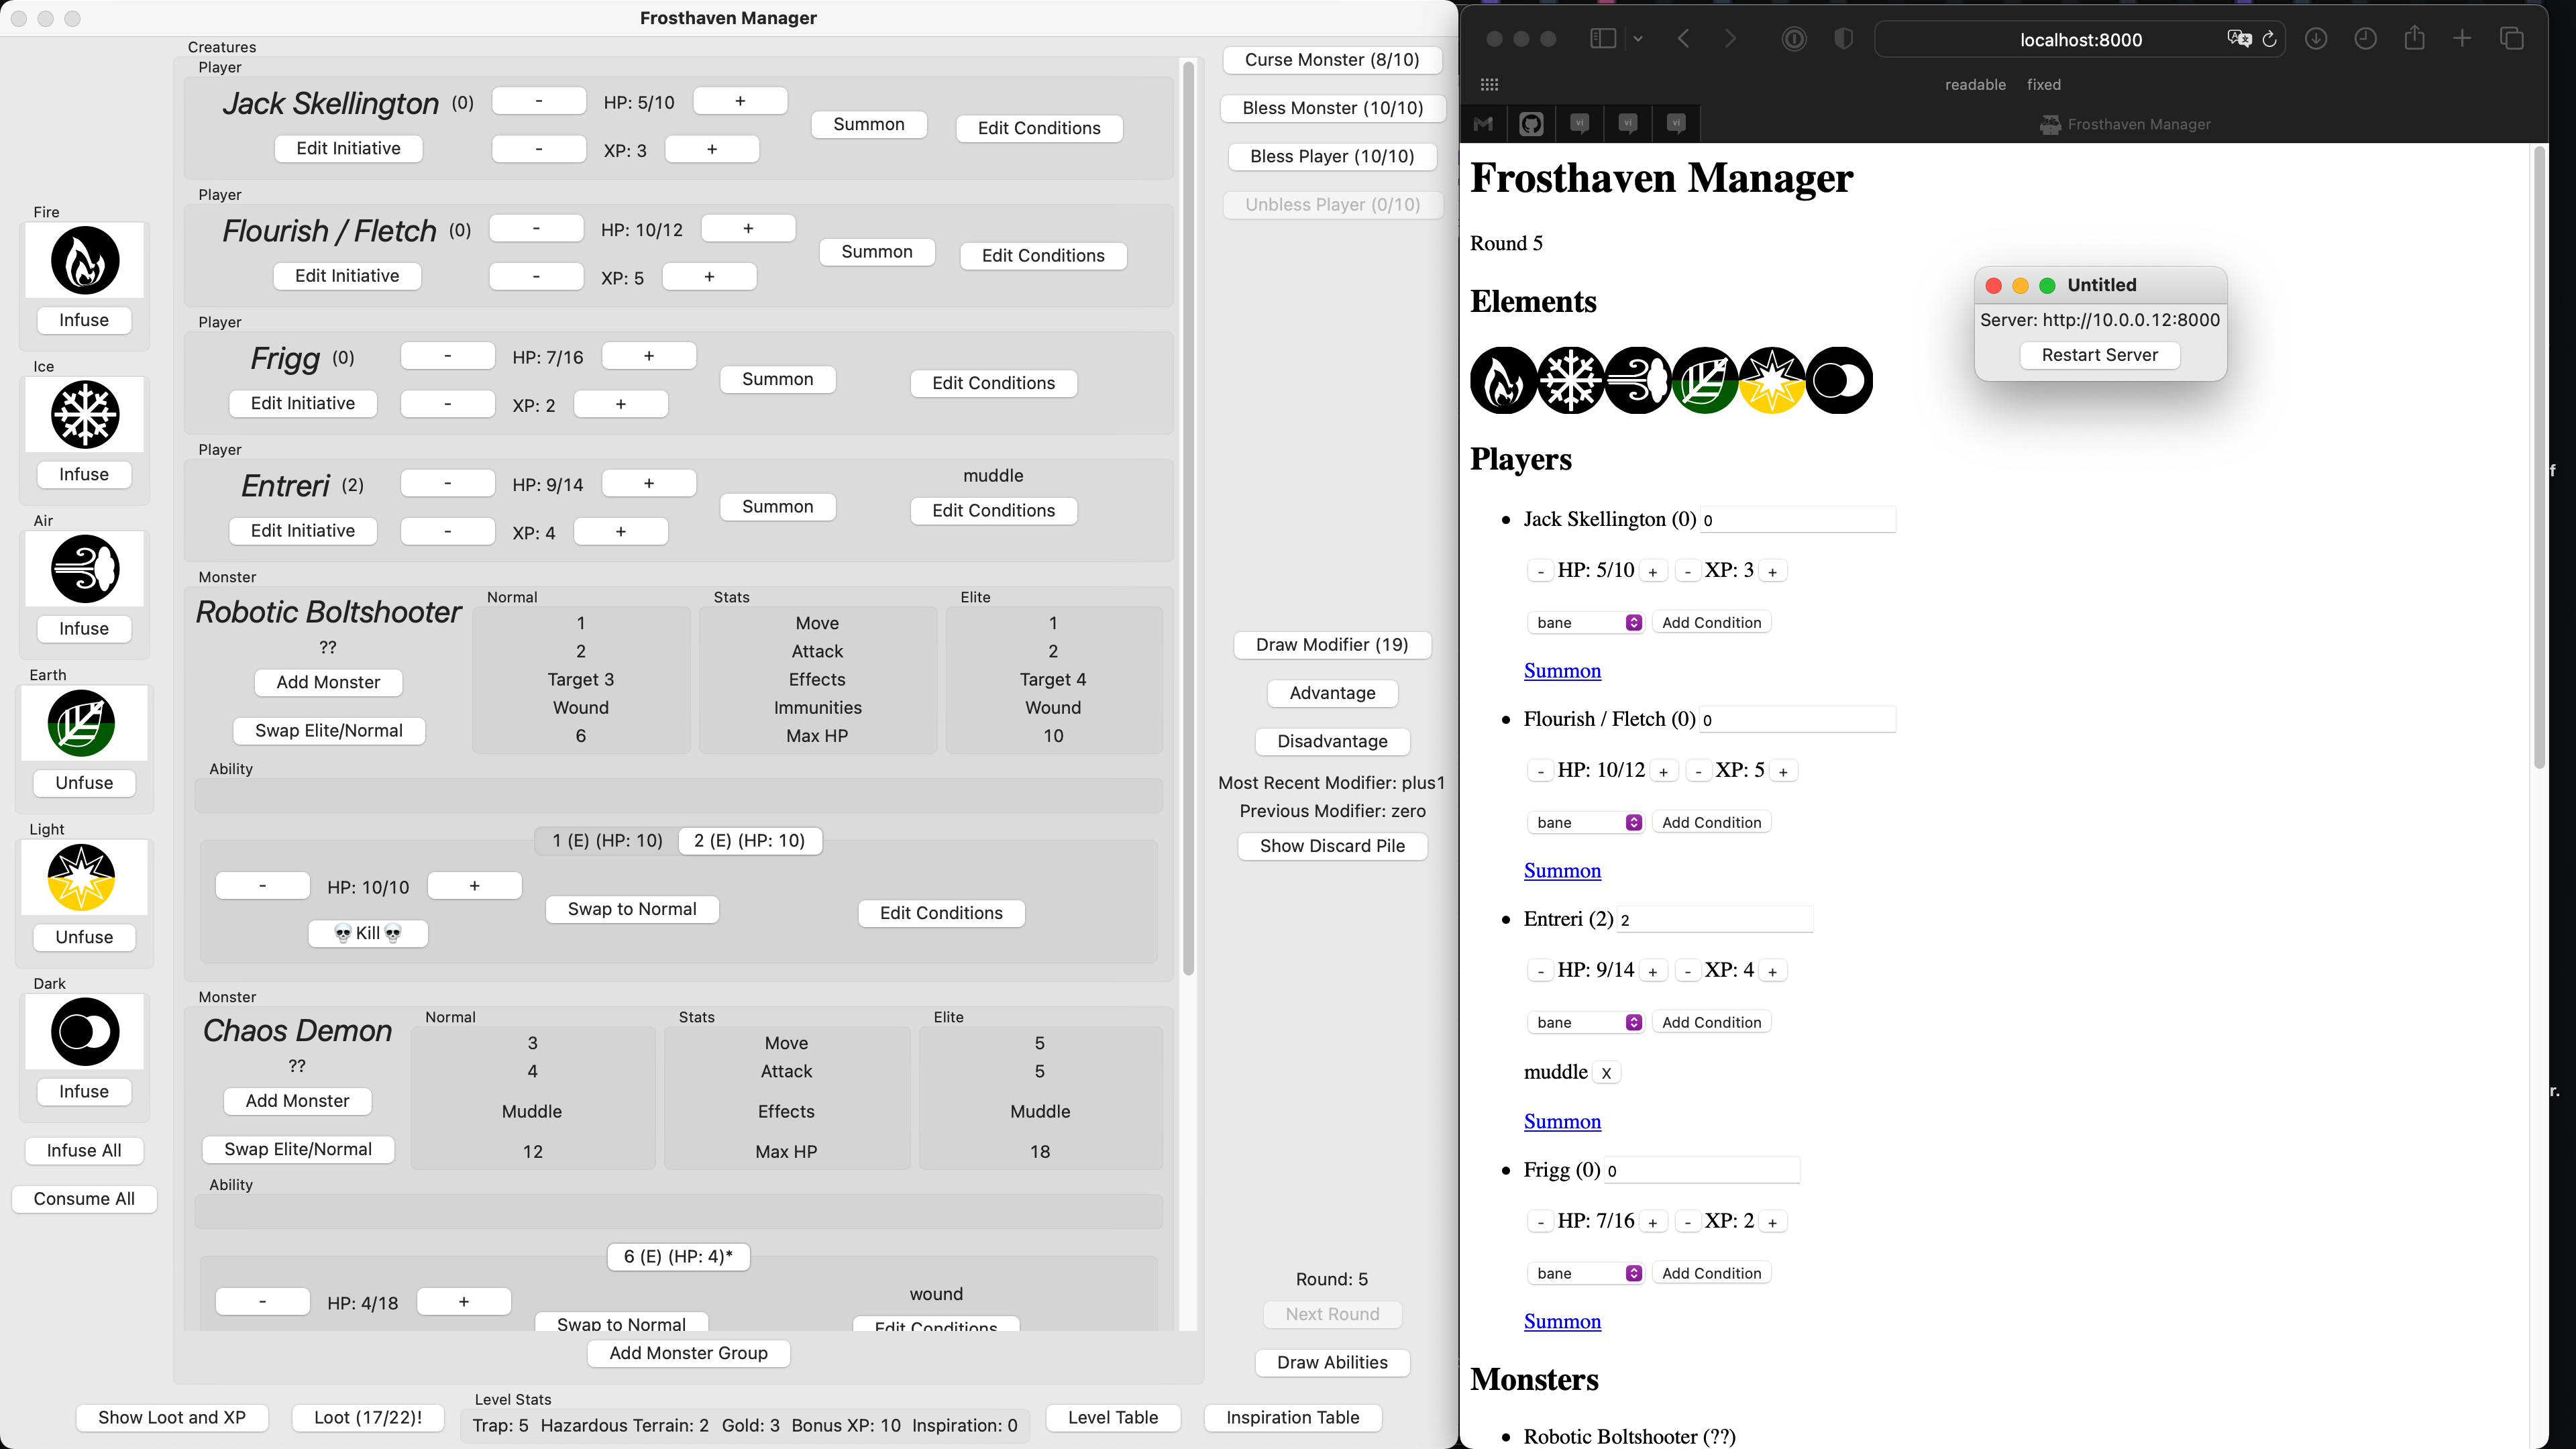 Frosthaven Manager
Creatures
Player
Jack Skellington (0)
- HP: 5/10 +
Summon
Edit Conditions
Edit Initiative
- XP: 3 +
Player
Flourish / Fletch (0)
- HP: 10/12 +
Summon
Edit Conditions
Edit Initiative
- XP: 5 +
Player
Frigg (0)
- HP: 7/16 +
Summon
Edit Conditions
Edit Initiative
- XP: 2 +
Player
Entreri (2)
- HP: 9/14 +
Summon
muddle
Edit Conditions
Edit Initiative
- XP: 4 +
Fire
Infuse
Ice
Infuse
Air
Infuse
Earth
Unfuse
Light
Unfuse
Dark
Infuse
Infuse All
Consume All
Monster
Robotic Boltshooter
??
Add Monster
Swap Elite/Normal
Normal Stats Elite
1 Move 1
2 Attack 2
Target 3 Effects Target 4
Wound Immunities Wound
6 Max HP 10
Ability
1 (E) (HP: 10) 2 (E) (HP: 10)
- HP: 10/10 +
💀Kill💀
Swap to Normal
Edit Conditions
Monster
Chaos Demon
??
Add Monster
Swap Elite/Normal
Normal Stats Elite
3 Move 5
4 Attack 5
Muddle Effects Muddle
12 Max HP 18
Ability
6 (E) (HP: 4)*
- HP: 4/18 +
Swap to Normal
wound
Edit Conditions
Add Monster Group
Curse Monster (8/10)
Bless Monster (10/10)
Bless Player (10/10)
Unbless Player (0/10)
Draw Modifier (19)
Advantage
Disadvantage
Most Recent Modifier: plus1
Previous Modifier: zero
Show Discard Pile
Round: 5
Next Round
Draw Abilities
Show Loot and XP
Loot (17/22)!
Level Stats
Trap: 5 Hazardous Terrain: 2 Gold: 3 Bonus XP: 10 Inspiration: 0
Level Table
Inspiration Table
localhost:8000
readable fixed
Frosthaven Manager
Frosthaven Manager
Round 5
Elements
Untitled
Server: http://10.0.0.12:8000
Restart Server
Players
• Jack Skellington (0) 0
- HP: 5/10 + - XP: 3 +
bane Add Condition
Summon
• Flourish / Fletch (0) 0
- HP: 10/12 + - XP: 5 +
bane Add Condition
Summon
• Entreri (2) 2
- HP: 9/14 + - XP: 4 +
bane Add Condition
muddle X
Summon
• Frigg (0) 0
- HP: 7/16 + - XP: 2 +
bane Add Condition
Summon
Monsters
• Robotic Boltshooter (??)
f
r.